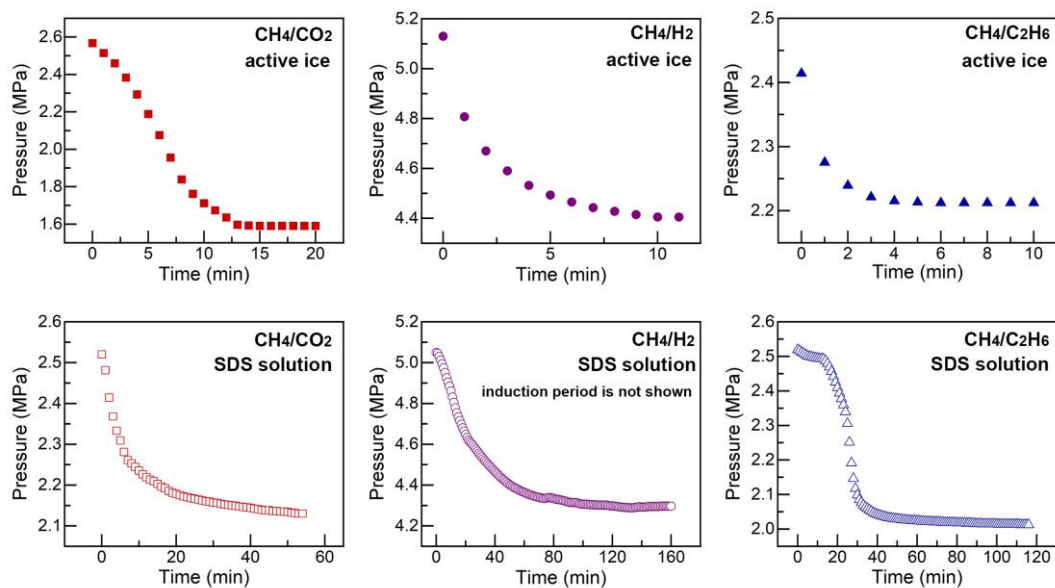 CH4/CO2
active ice
Pressure (MPa)
2.6
2.4
2.2
2.0
1.8
1.6
0 5 10 15 20
Time (min)
CH4/H2
active ice
Pressure (MPa)
5.2
5.0
4.8
4.6
4.4
0 5 10
Time (min)
CH4/C2H6
active ice
Pressure (MPa)
2.5
2.4
2.3
2.2
2.1
0 2 4 6 8 10
Time (min)
CH4/CO2
SDS solution
Pressure (MPa)
2.6
2.5
2.4
2.3
2.2
2.1
0 20 40 60
Time (min)
CH4/H2
SDS solution
induction period is not shown
Pressure (MPa)
5.2
5.0
4.8
4.6
4.4
4.2
0 40 80 120 160
Time (min)
CH4/C2H6
SDS solution
Pressure (MPa)
2.6
2.5
2.4
2.3
2.2
2.1
2.0
0 20 40 60 80 100 120
Time (min)